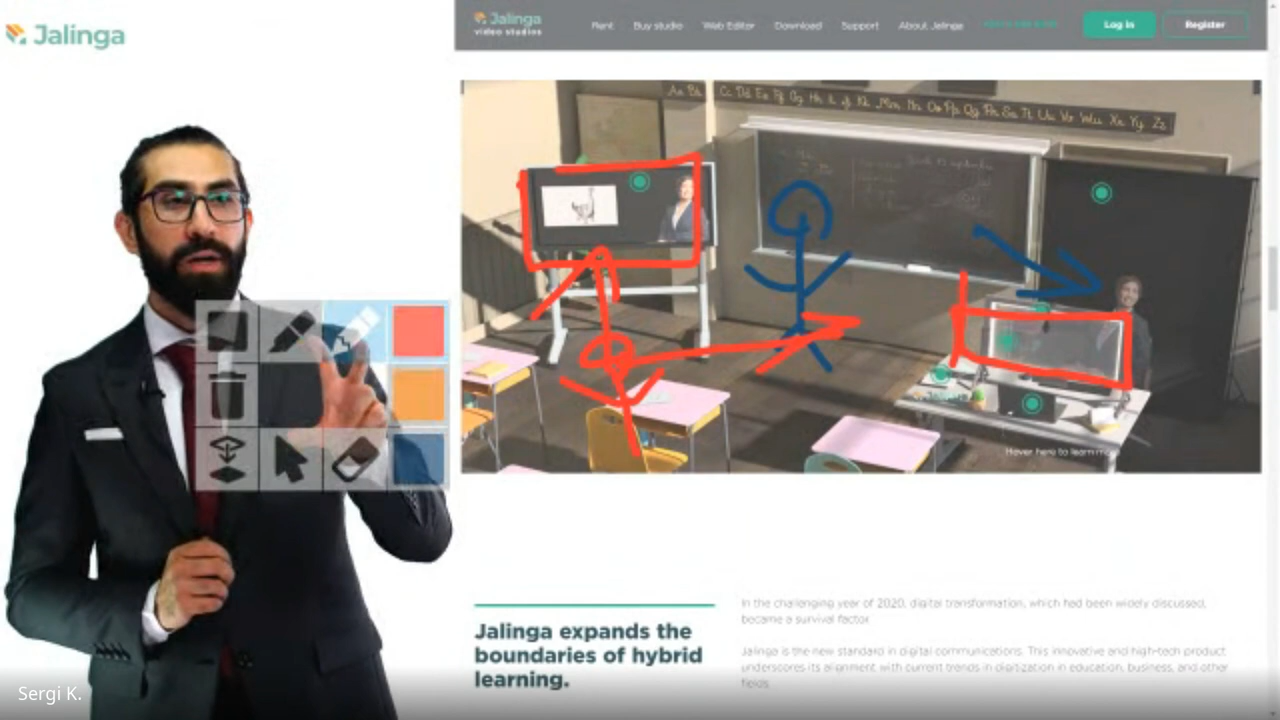 Jalinga
Jalinga
video studios
Rent Buy studio Web Editor Download Support About Jalinga
Log in
Register
Hover here to learn
Jalinga expands the
boundaries of hybrid
learning.
In the challenging year of 2020, digital transformation, which had been widely discussed,
became a survival factor.
Jalinga is the new standard in digital communications. This innovative and high-tech product
underscores its alignment with current trends in digitization in education, business, and other
fields.
Sergi K.